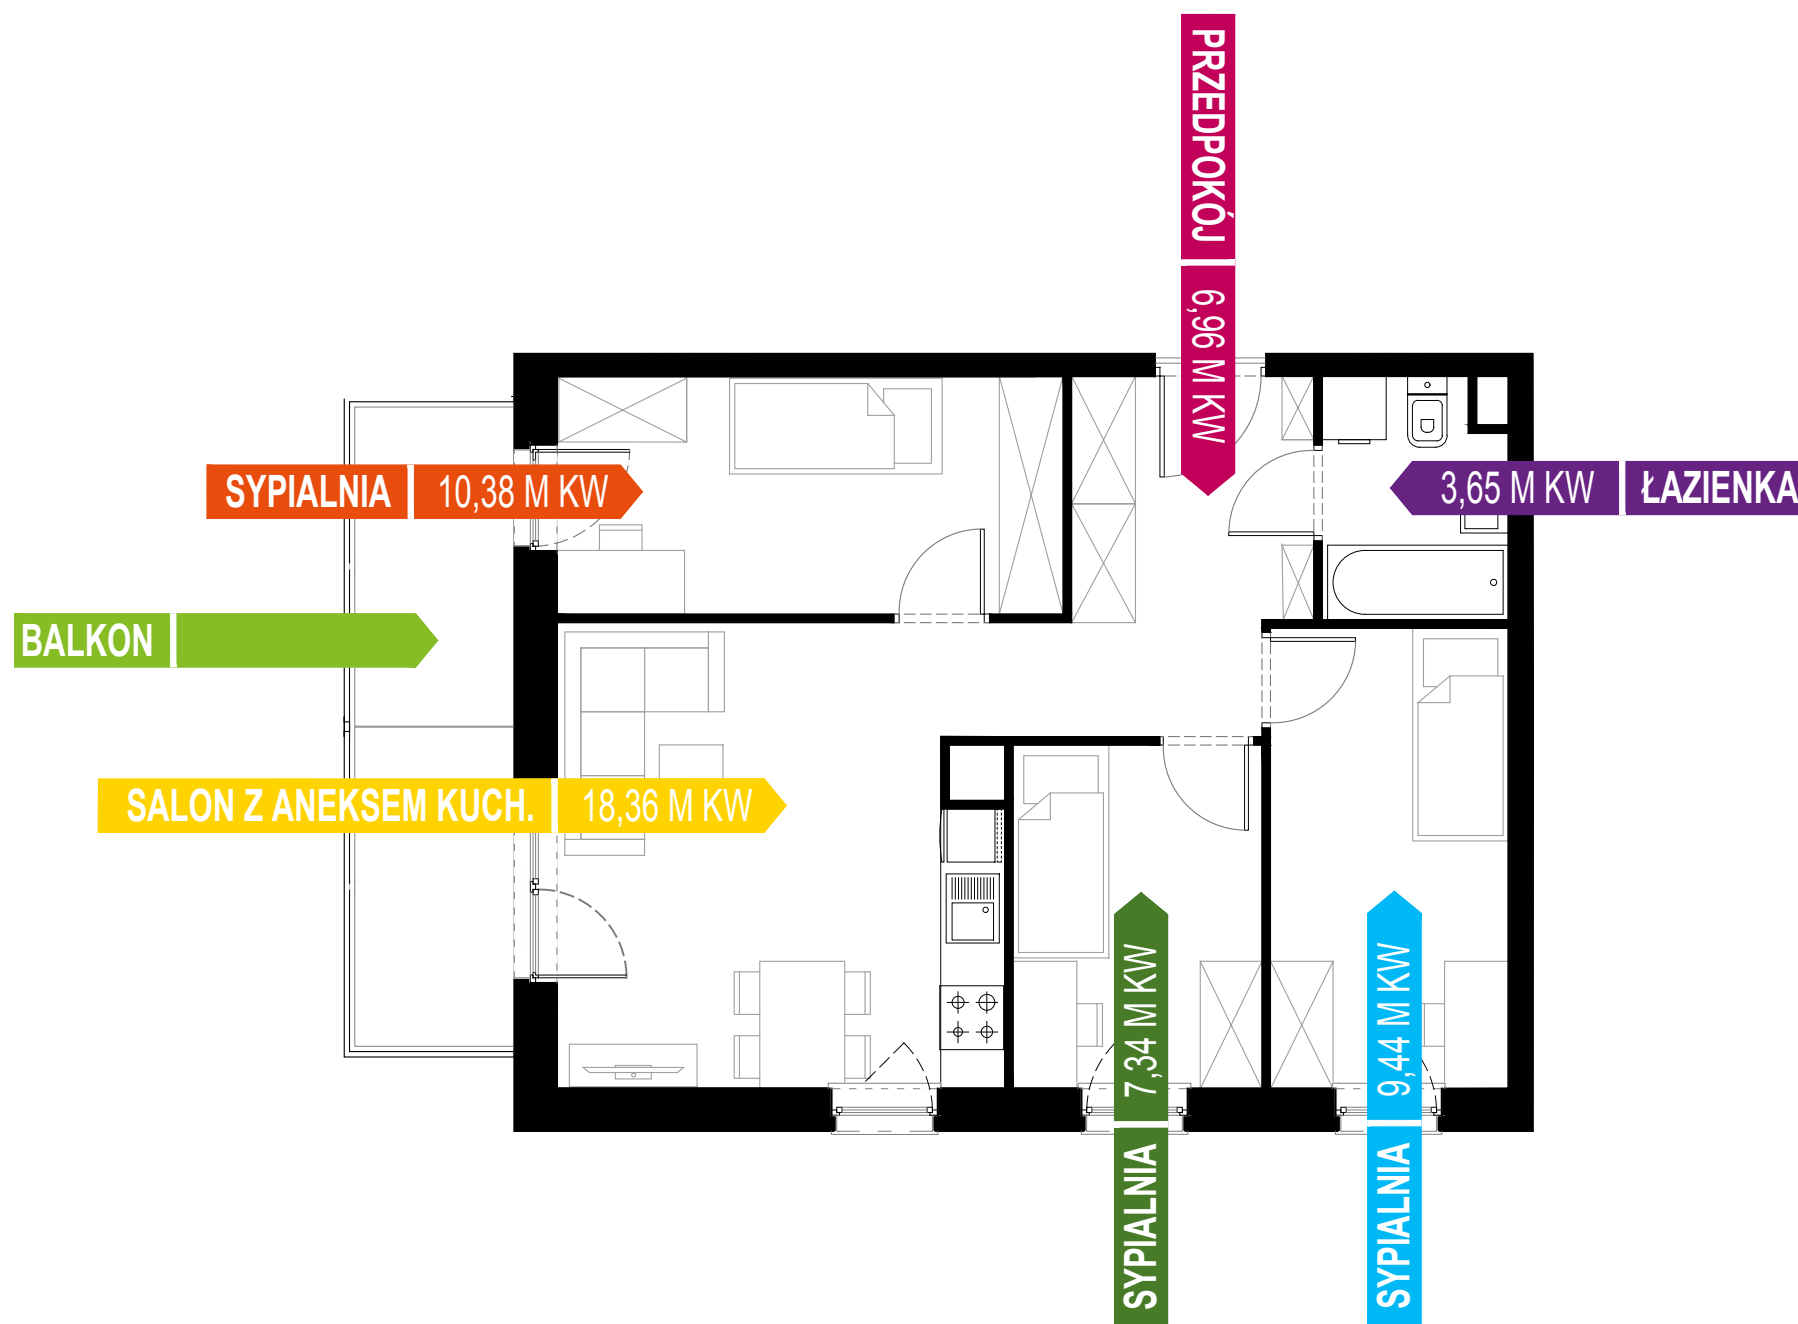 PRZEDPOKÓJ 6,96 M KW
SYPIALNIA 10,38 M KW
3,65 M KW ŁAZIENKA
BALKON
SALON Z ANEKSEM KUCH. 18,36 M KW
SYPIALNIA 7,34 M KW
SYPIALNIA 9,44 M KW